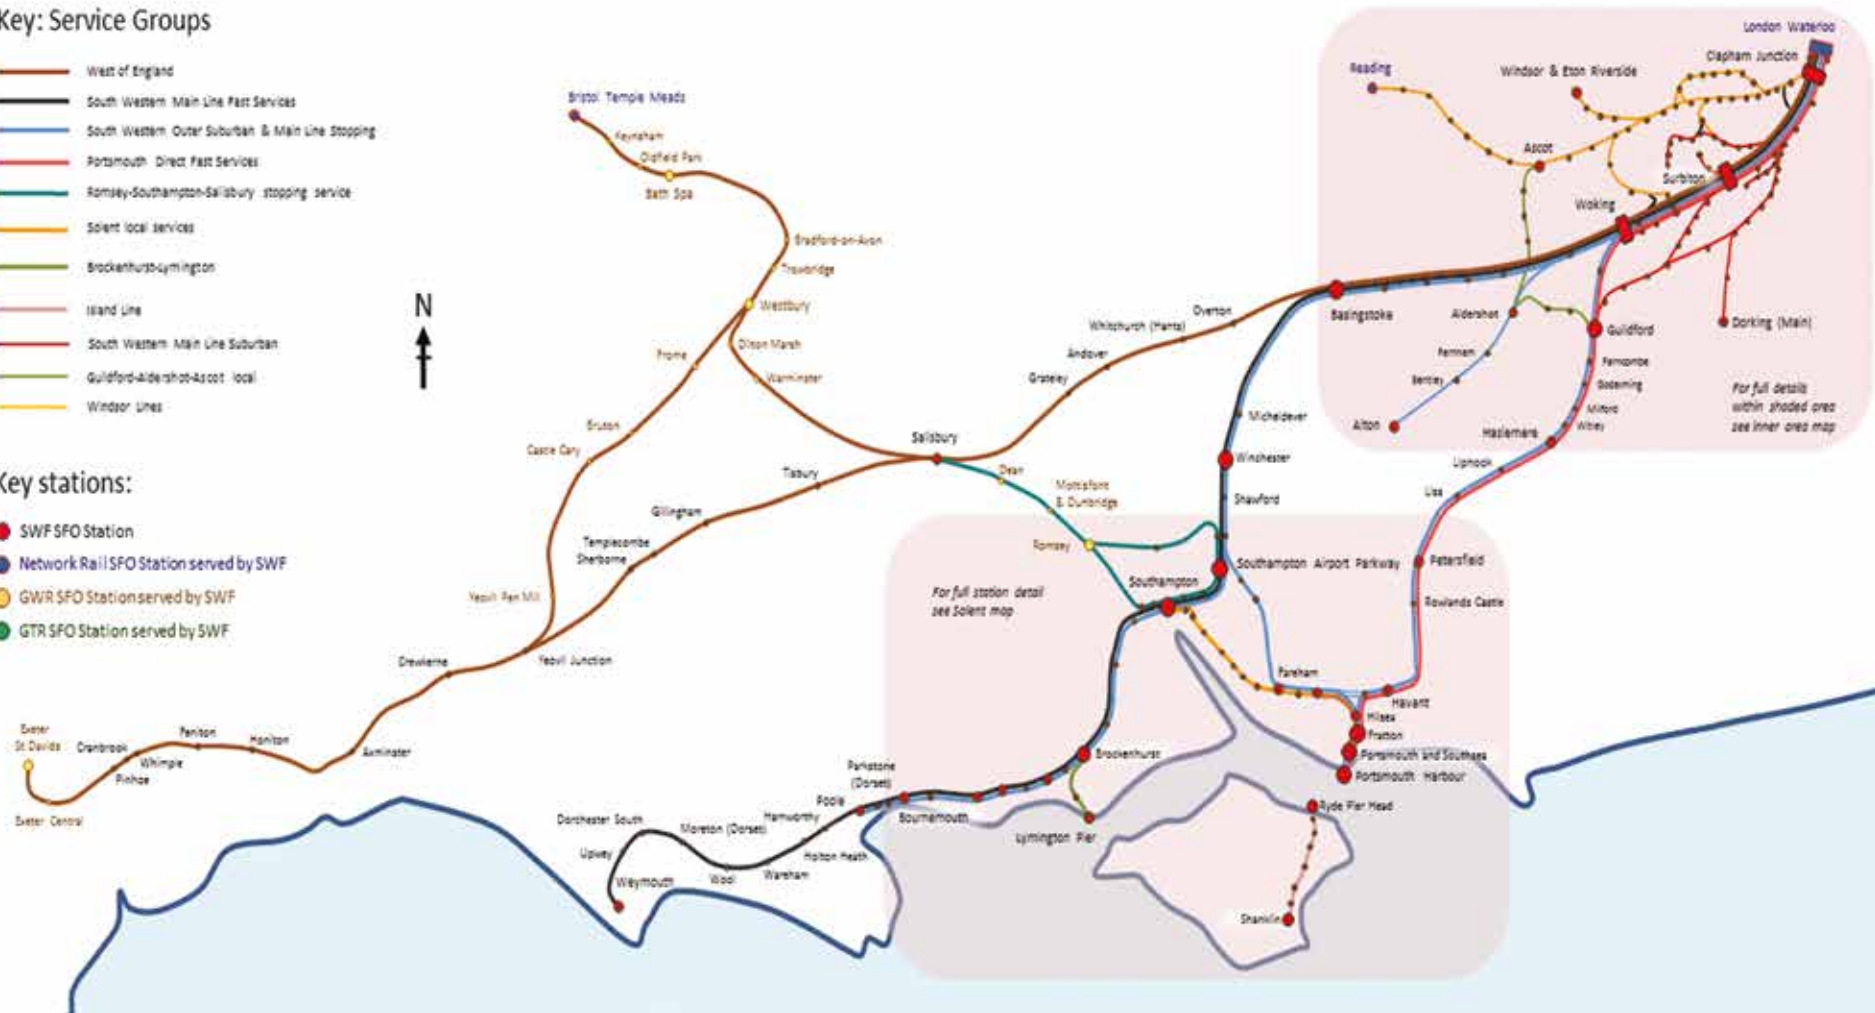 Key: Service Groups
West of England
South Western Main Line Fast Services
South Western Outer Suburban & Main Line Stopping
Portsmouth Direct Fast Services
Romsey-Southampton-Salisbury stopping service
Solent local services
Brockenhurst-Lymington
Island Line
South Western Main Line Suburban
Guildford-Aldershot-Ascot local
Windsor Lines
Key stations:
SWF SFO Station
Network Rail SFO Station served by SWF
GWR SFO Station served by SWF
GTR SFO Station served by SWF
N
Bristol Temple Meads
Keynsham
Oldfield Park
Bath Spa
Bradford-on-Avon
Trowbridge
Westbury
Dilton Marsh
Warminster
Frome
Bruton
Castle Cary
Yeovil Pen Mill
Salisbury
Tisbury
Gillingham
Templecombe
Sherborne
Yeovil Junction
Crewkerne
Axminster
Honiton
Feniton
Whimple
Cranbrook
Pinhoe
Exeter
St Davids
Exeter Central
Grateley
Andover
Whitchurch (Hants)
Overton
Basingstoke
Dean
Mottisfont
& Dunbridge
Romsey
Micheldever
Winchester
Shawford
Southampton Airport Parkway
Southampton
For full station detail
see Solent map
Brockenhurst
Lymington Pier
Bournemouth
Parkstone
(Dorset)
Poole
Hamworthy
Holton Heath
Wareham
Wool
Moreton (Dorset)
Dorchester South
Upwey
Weymouth
Fareham
Havant
Hilsea
Fratton
Portsmouth and Southsea
Portsmouth Harbour
Ryde Pier Head
Shanklin
Rowlands Castle
Petersfield
Liss
Liphook
Haslemere
Witley
Milford
Godalming
Farncombe
Guildford
Dorking (Main)
Aldershot
Farnham
Bentley
Alton
Reading
Windsor & Eton Riverside
Ascot
Woking
Surbiton
Clapham Junction
London Waterloo
For full details
within shaded area
see inner area map